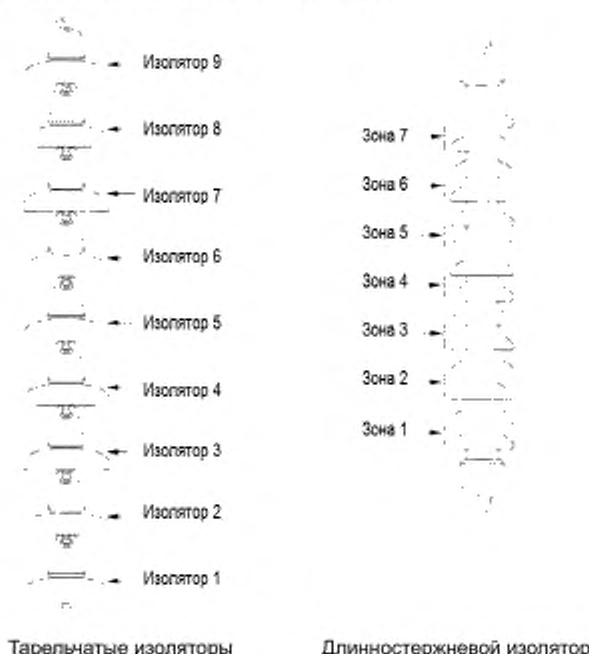 Изолятор 9
Изолятор 8
Изолятор 7
Изолятор 6
Изолятор 5
Изолятор 4
Изолятор 3
Изолятор 2
Изолятор 1
Тарельчатые изоляторы
Зона 7
Зона 6
Зона 5
Зона 4
Зона 3
Зона 2
Зона 1
Длинностержневой изолятор